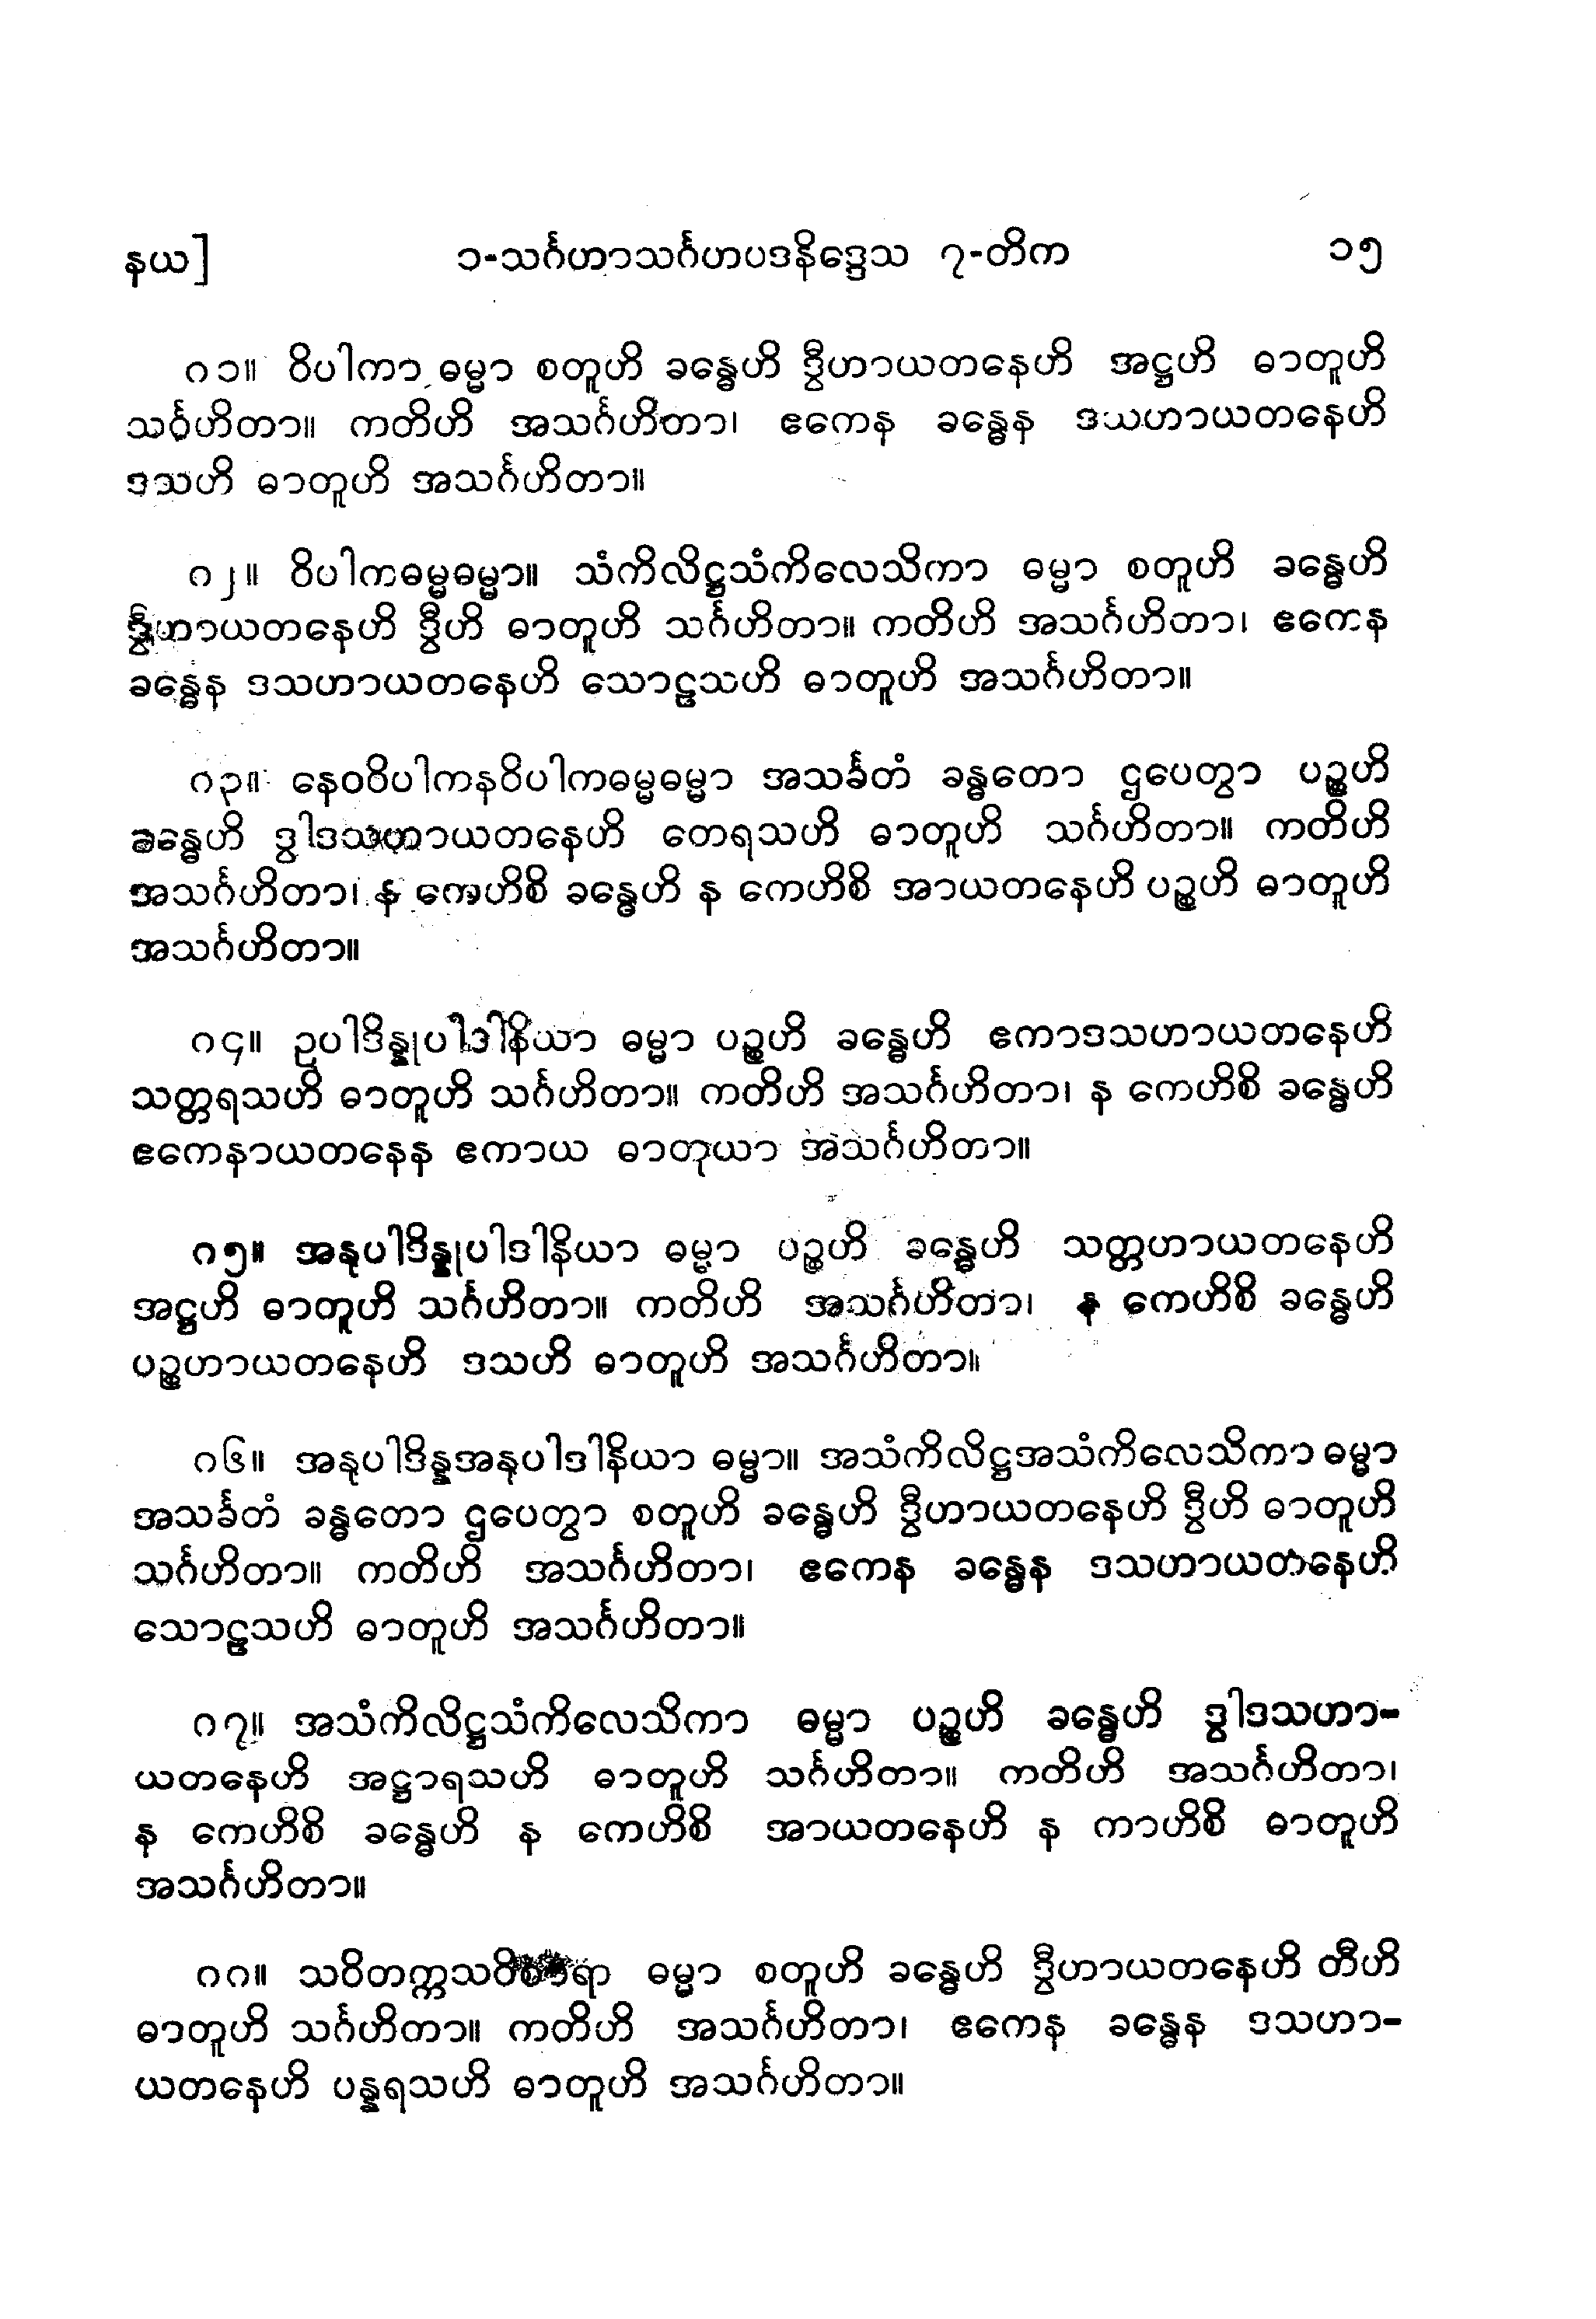 နယ] ၁-သင်္ဂဟာသင်္ဂဟပဒနိဒ္ဒေသ ၇-တိက ၁၅
၈၁။ ဝိပါကာ ဓမ္မာ စတူဟိ ခန္ဓေဟိ ဒွီဟာယတနေဟိ အဋ္ဌဟိ ဓာတူဟိ
သင်္ဂဟိတာ။ ကတိဟိ အသင်္ဂဟိတာ၊ ဧကေန ခန္ဓေန ဒသဟာယတနေဟိ
ဒသဟိ ဓာတူဟိ အသင်္ဂဟိတာ။
၈၂။ ဝိပါကဓမ္မဓမ္မာ။ သံကိလိဋ္ဌသံကိလေသိကာ ဓမ္မာ စတူဟိ ခန္ဓေဟိ
ဒွီဟာယတနေဟိ ဒွီဟိ ဓာတူဟိ သင်္ဂဟိတာ။ ကတိဟိ အသင်္ဂဟိတာ၊ ဧကေန
ခန္ဓေန ဒသဟာယတနေဟိ သောဠသဟိ ဓာတူဟိ အသင်္ဂဟိတာ။
၈၃။ နေဝဝိပါကနဝိပါကဓမ္မဓမ္မာ အသင်္ခတံ ခန္ဓတော ဌပေတွာ ပဉ္စဟိ
ခန္ဓေဟိ ဒွါဒသဟာယတနေဟိ တေရသဟိ ဓာတူဟိ သင်္ဂဟိတာ။ ကတိဟိ
အသင်္ဂဟိတာ၊ န ကေဟိစိ ခန္ဓေဟိ န ကေဟိစိ အာယတနေဟိ ပဉ္စဟိ ဓာတူဟိ
အသင်္ဂဟိတာ။
၈၄။ ဥပါဒိန္နုပါဒါနိယာ ဓမ္မာ ပဉ္စဟိ ခန္ဓေဟိ ဧကာဒသဟာယတနေဟိ
သတ္တရသဟိ ဓာတူဟိ သင်္ဂဟိတာ။ ကတိဟိ အသင်္ဂဟိတာ၊ န ကေဟိစိ ခန္ဓေဟိ
ဧကေနာယတနေန ဧကာယ ဓာတုယာ အသင်္ဂဟိတာ။
၈၅။ အနုပါဒိန္နုပါဒါနိယာ ဓမ္မာ ပဉ္စဟိ ခန္ဓေဟိ သတ္တဟာယတနေဟိ
အဋ္ဌဟိ ဓာတူဟိ သင်္ဂဟိတာ။ ကတိဟိ အသင်္ဂဟိတာ၊ န ကေဟိစိ ခန္ဓေဟိ
ပဉ္စဟာယတနေဟိ ဒသဟိ ဓာတူဟိ အသင်္ဂဟိတာ။
၈၆။ အနုပါဒိန္နအနုပါဒါနိယာ ဓမ္မာ။ အသံကိလိဋ္ဌအသံကိလေသိကာ ဓမ္မာ
အသင်္ခတံ ခန္ဓတော ဌပေတွာ စတူဟိ ခန္ဓေဟိ ဒွီဟာယတနေဟိ ဒွီဟိ ဓာတူဟိ
သင်္ဂဟိတာ။ ကတိဟိ အသင်္ဂဟိတာ၊ ဧကေန ခန္ဓေန ဒသဟာယတနေဟိ
သောဠသဟိ ဓာတူဟိ အသင်္ဂဟိတာ။
၈၇။ အသံကိလိဋ္ဌသံကိလေသိကာ ဓမ္မာ ပဉ္စဟိ ခန္ဓေဟိ ဒွါဒသဟာ-
ယတနေဟိ အဋ္ဌာရသဟိ ဓာတူဟိ သင်္ဂဟိတာ။ ကတိဟိ အသင်္ဂဟိတာ၊
န ကေဟိစိ ခန္ဓေဟိ န ကေဟိစိ အာယတနေဟိ န ကာဟိစိ ဓာတူဟိ
အသင်္ဂဟိတာ။
၈၈။ သဝိတက္ကသဝိစာရာ ဓမ္မာ စတူဟိ ခန္ဓေဟိ ဒွီဟာယတနေဟိ တီဟိ
ဓာတူဟိ သင်္ဂဟိတာ။ ကတိဟိ အသင်္ဂဟိတာ၊ ဧကေန ခန္ဓေန ဒသဟာ-
ယတနေဟိ ပန္နရသဟိ ဓာတူဟိ အသင်္ဂဟိတာ။